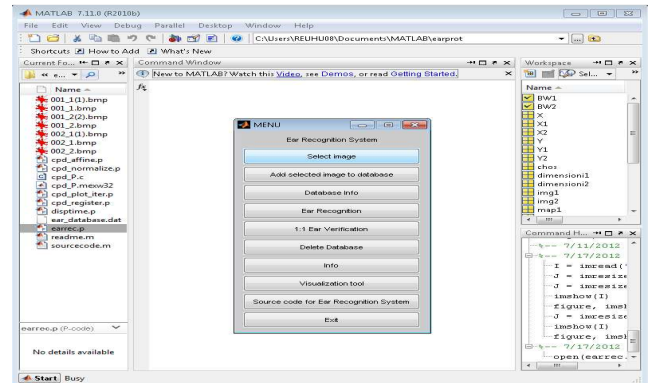 MATLAB 7.11.0 (R2010b)
File Edit View Debug Parallel Desktop Window Help
C:\Users\REUHU08\Documents\MATLAB\earprot
Shortcuts How to Add What's New
Current Fo...
« e...
Name
001_1(1).bmp
001_1.bmp
001_2(2).bmp
001_2.bmp
002_1(1).bmp
002_1.bmp
002_2.bmp
cpd_affine.p
cpd_normalize.p
cpd_P.c
cpd_P.mexw32
cpd_plot_iter.p
cpd_register.p
disptime.p
ear_database.dat
earrec.p
readme.m
sourcecode.m
earrec.p (P-code)
No details available
Start Busy
Command Window
New to MATLAB? Watch this Video, see Demos, or read Getting Started.
fx
MENU
Ear Recognition System
Select image
Add selected image to database
Database Info
Ear Recognition
1:1 Ear Verification
Delete Database
Info
Visualization tool
Source code for Ear Recognition System
Exit
Workspace
Sel...
Name
BW1
BW2
X
X1
X2
Y
Y1
Y2
chos
dimensioni1
dimensioni2
img1
img2
map1
Command H...
%-- 7/11/2012
%-- 7/17/2012
I = imread('
J = imresize
J = imresize
imshow(I)
figure, imsh
J = imresize
imshow(I)
figure, imsh
%-- 7/17/2012
open(earrec.